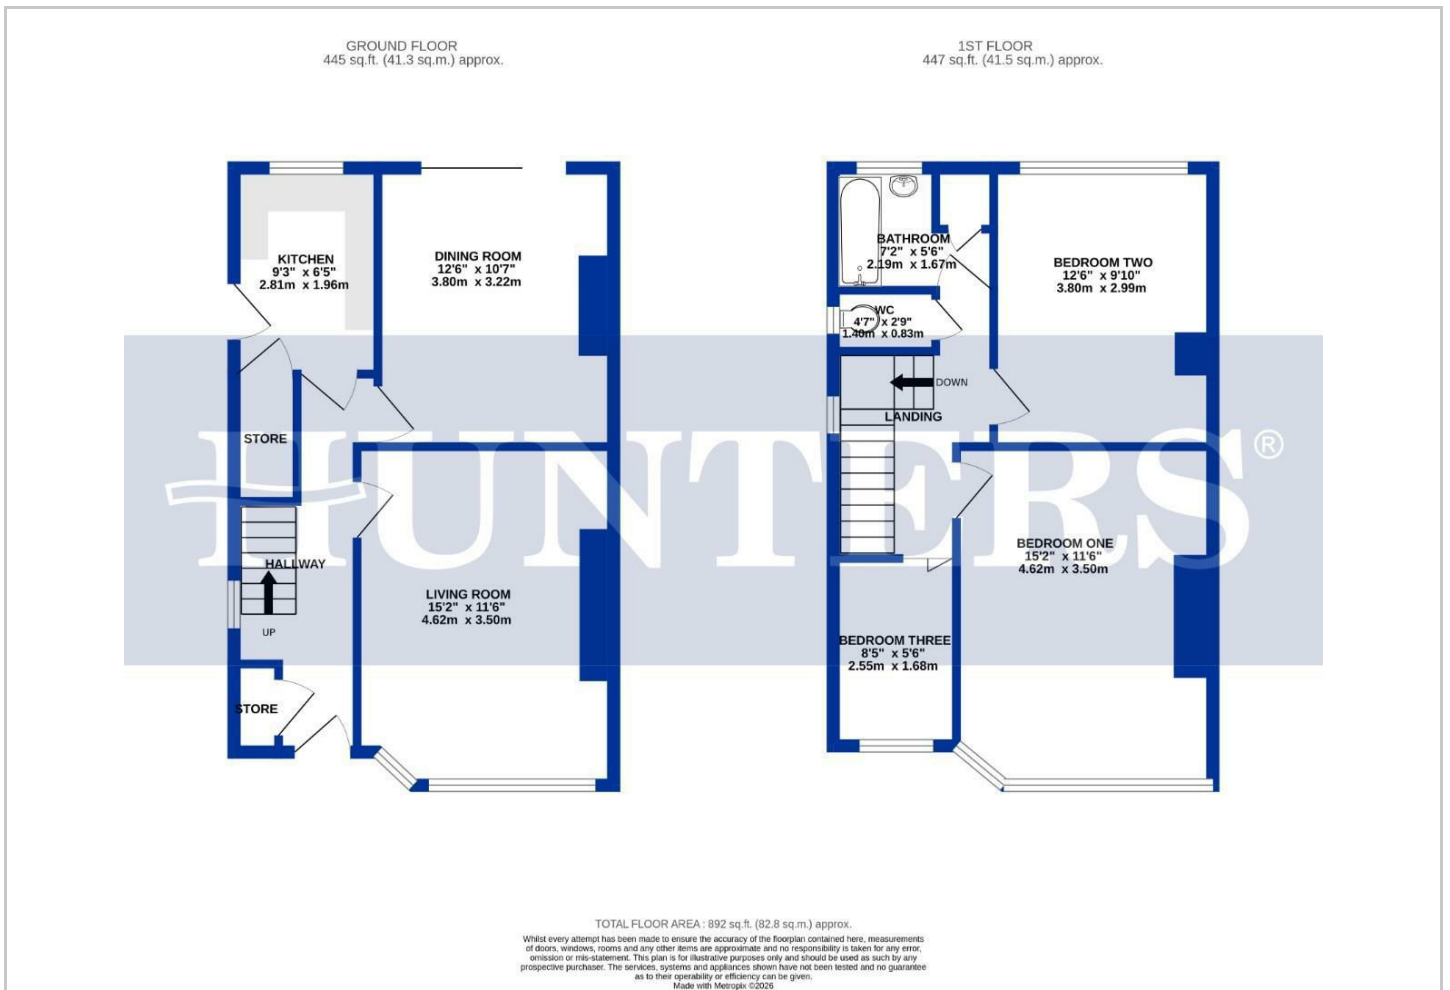 GROUND FLOOR
445 sq.ft. (41.3 sq.m.) approx.
1ST FLOOR
447 sq.ft. (41.5 sq.m.) approx.
KITCHEN
9'3" x 6'5"
2.81m x 1.96m
DINING ROOM
12'6" x 10'7"
3.80m x 3.22m
STORE
HALLWAY
UP
LIVING ROOM
15'2" x 11'6"
4.62m x 3.50m
STORE
BATHROOM
7'2" x 5'6"
2.19m x 1.67m
BEDROOM TWO
12'6" x 9'10"
3.80m x 2.99m
WC
4'7" x 2'9"
1.40m x 0.83m
DOWN
LANDING
BEDROOM ONE
15'2" x 11'6"
4.62m x 3.50m
BEDROOM THREE
8'5" x 5'6"
2.55m x 1.68m
HUNTERS®
TOTAL FLOOR AREA : 892 sq.ft. (82.8 sq.m.) approx.
Whilst every attempt has been made to ensure the accuracy of the floorplan contained here, measurements
of doors, windows, rooms and any other items are approximate and no responsibility is taken for any error,
omission or mis-statement. This plan is for illustrative purposes only and should be used as such by any
prospective purchaser. The services, systems and appliances shown have not been tested and no guarantee
as to their operability or efficiency can be given.
Made with Metropix ©2026